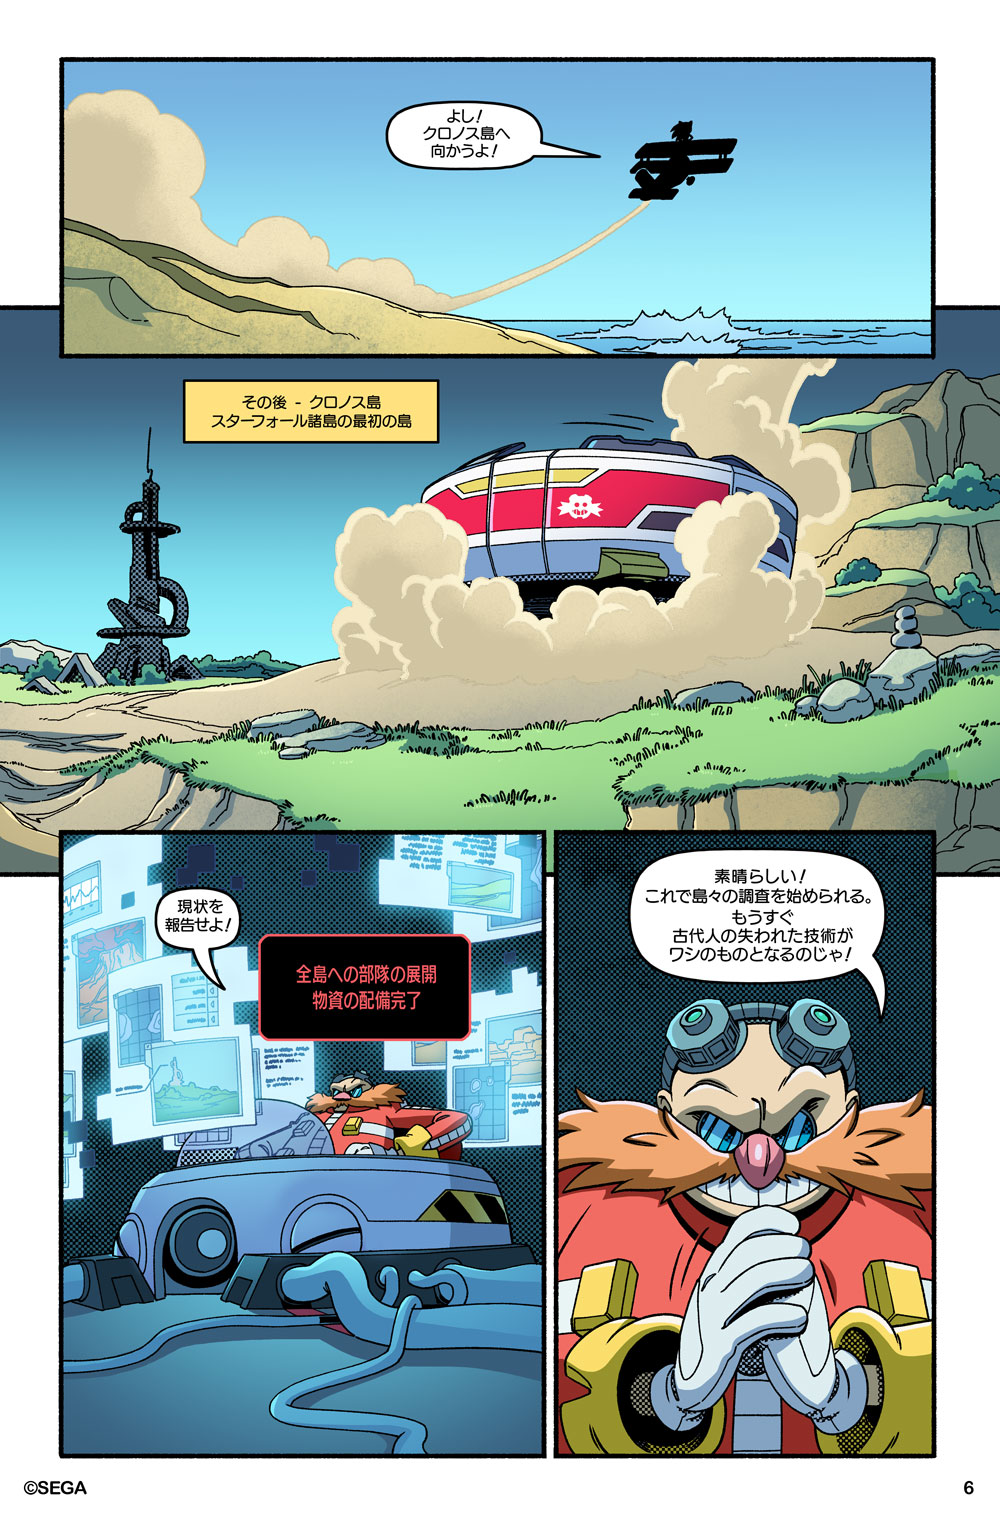 よし!
クロノス島へ
向かうよ!
その後 - クロノス島
スターフォール諸島の最初の島
現状を
報告せよ!
全島への部隊の展開
物資の配備完了
素晴らしい!
これで島々の調査を始められる。
もうすぐ
古代人の失われた技術が
ワシのものとなるのじゃ!
©SEGA
6